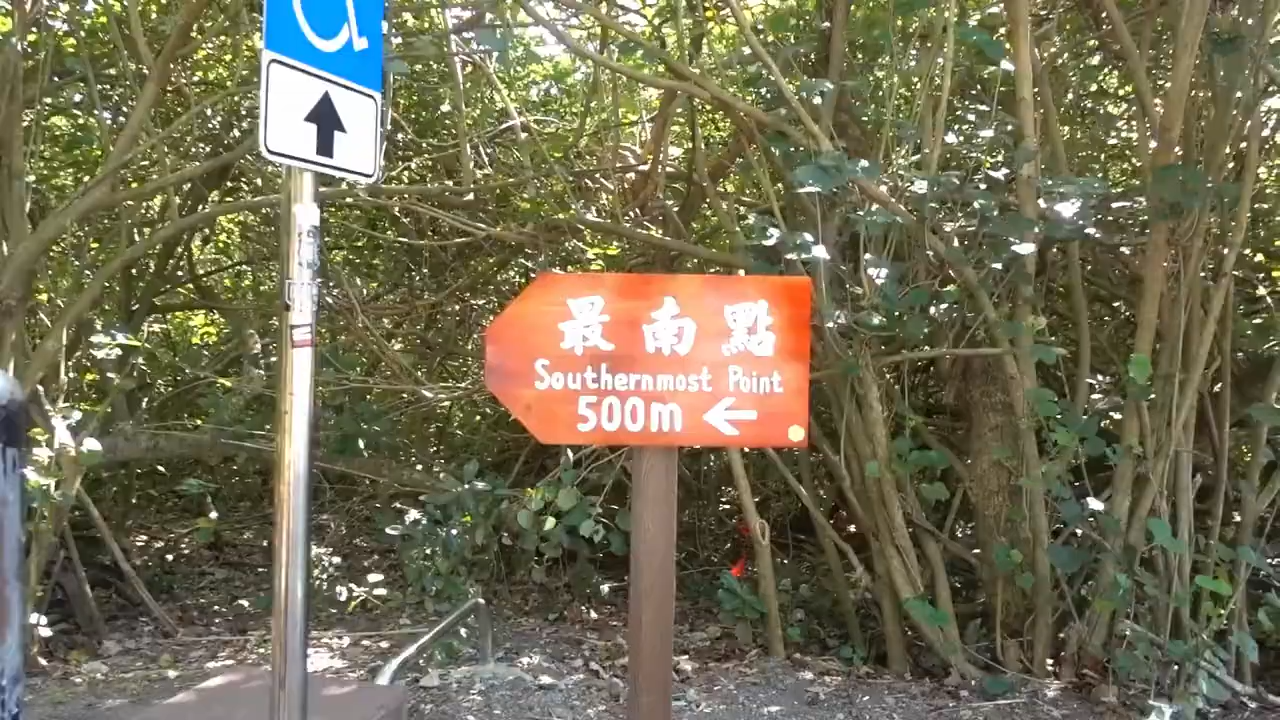 最南點
Southernmost Point
500m ←